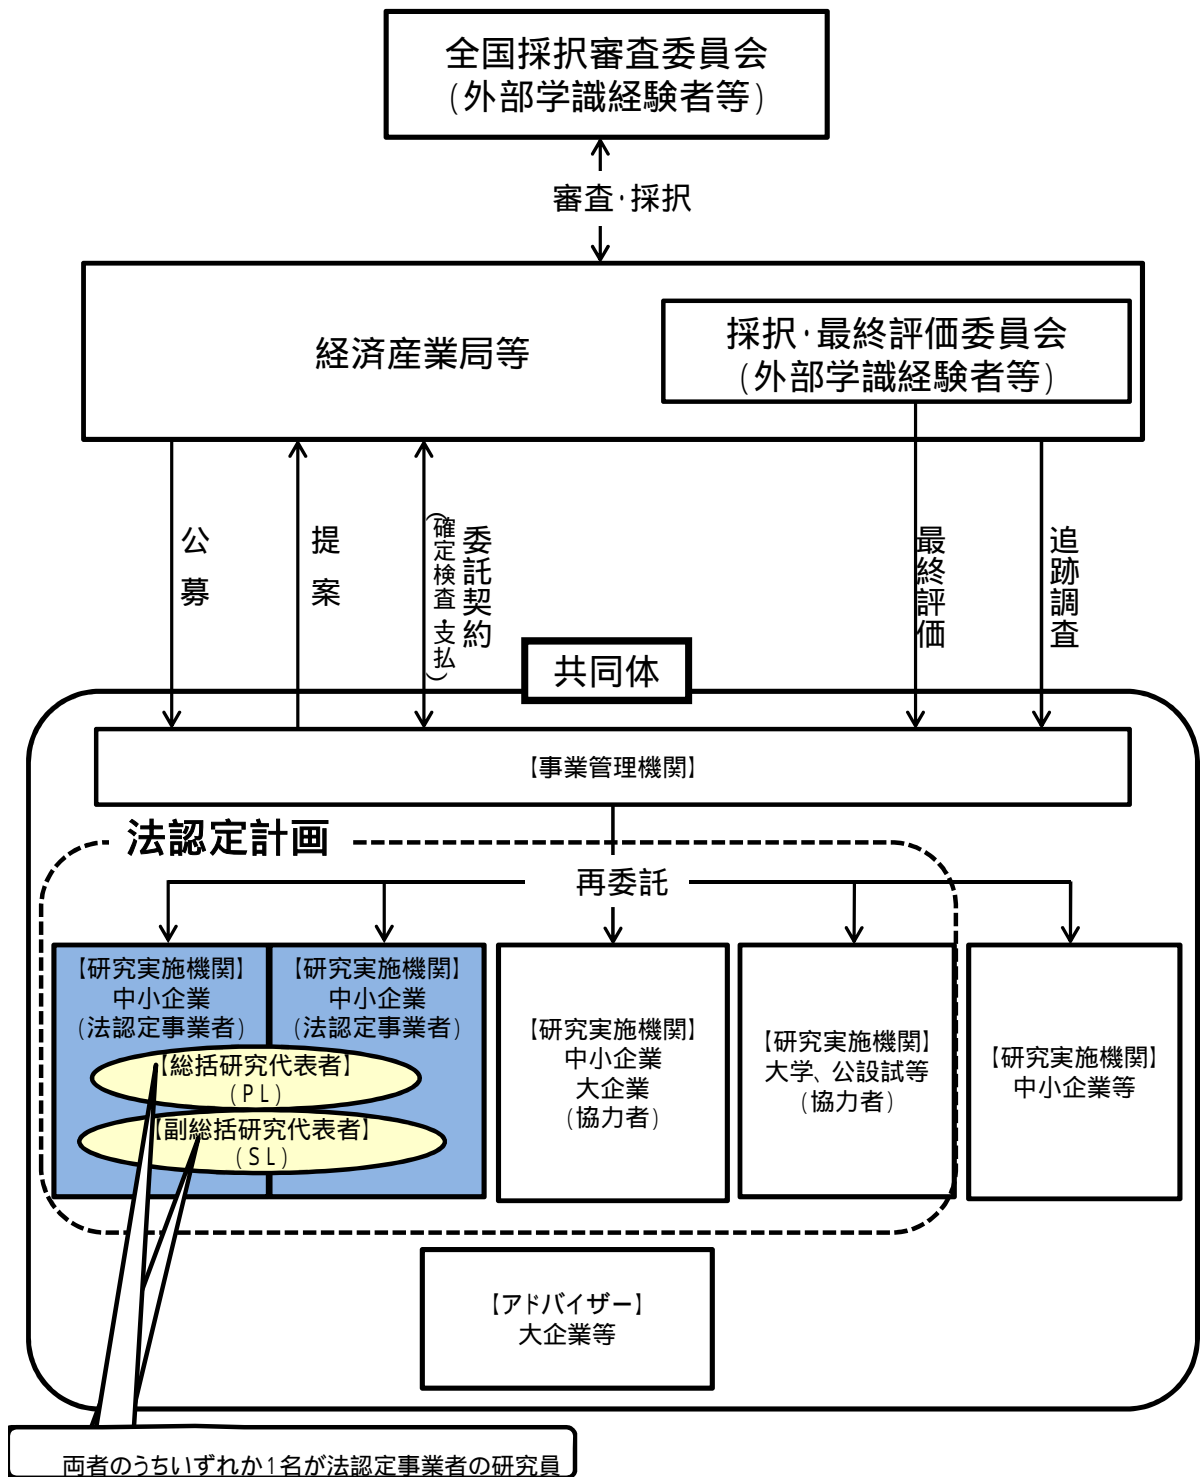 全国採択審査委員会
(外部学識経験者等)
審査・採択
経済産業局等
採択・最終評価委員会
(外部学識経験者等)
公募
提案
委託契約
(確定検査・支払)
最終評価
追跡調査
共同体
【事業管理機関】
法認定計画
再委託
【研究実施機関】
中小企業
(法認定事業者)
【研究実施機関】
中小企業
(法認定事業者)
【総括研究代表者】
(PL)
【副総括研究代表者】
(SL)
【研究実施機関】
中小企業
大企業
(協力者)
【研究実施機関】
大学、公設試等
(協力者)
【研究実施機関】
中小企業等
【アドバイザー】
大企業等
両者のうちいずれか1名が法認定事業者の研究員